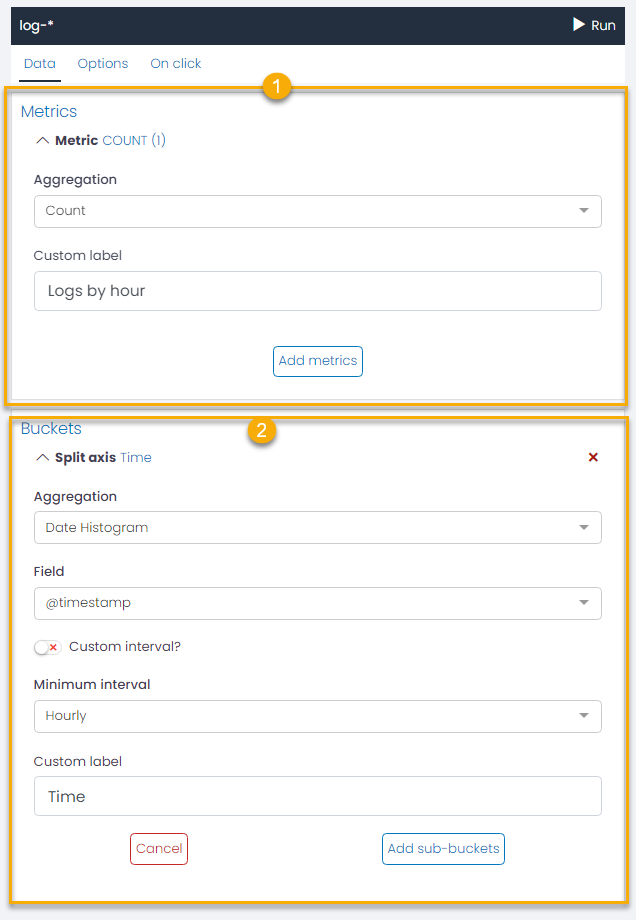 log-* Run
Data Options On click
1
Metrics
Metric COUNT (1)
Aggregation
Count
Custom label
Logs by hour
Add metrics
Buckets 2
Split axis Time
Aggregation
Date Histogram
Field
@timestamp
Custom interval?
Minimum interval
Hourly
Custom label
Time
Cancel Add sub-buckets